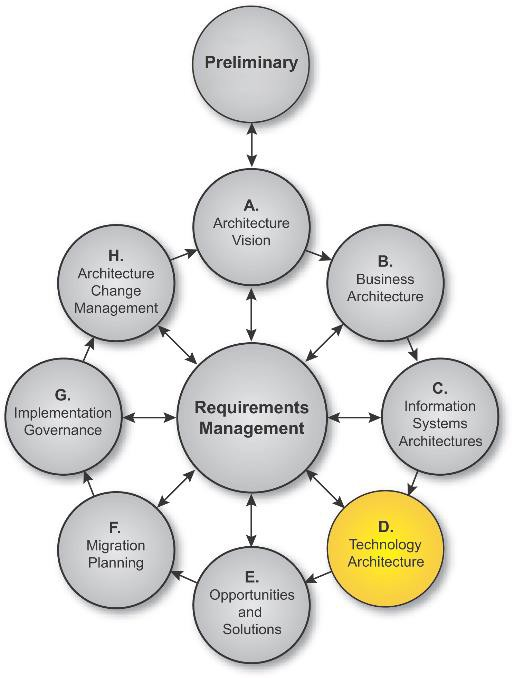 Preliminary
A.
Architecture
Vision
B.
Business
Architecture
C.
Information
Systems
Architectures
D.
Technology
Architecture
E.
Opportunities
and
Solutions
F.
Migration
Planning
G.
Implementation
Governance
H.
Architecture
Change
Management
Requirements
Management